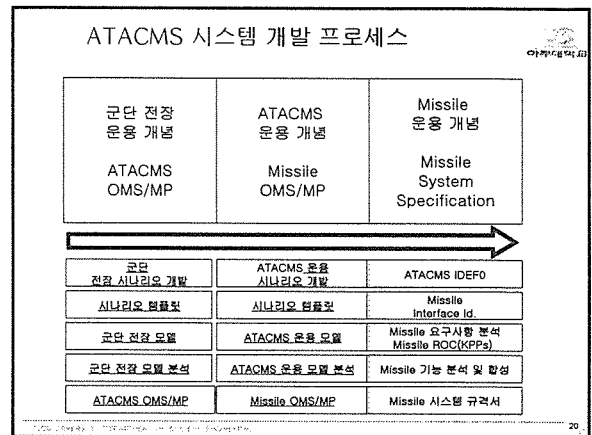 ATACMS 시스템 개발 프로세스
아주대학교
군단 전장
운용 개념
ATACMS
OMS/MP
ATACMS
운용 개념
Missile
OMS/MP
Missile
운용 개념
Missile
System
Specification
군단
전장 시나리오 개발
ATACMS 운용
시나리오 개발
ATACMS IDEF0
시나리오 템플릿
시나리오 템플릿
Missile
Interface Id.
군단 전장 모델
ATACMS 운용 모델
Missile 요구사항 분석
Missile ROC(KPPs)
군단 전장 모델 분석
ATACMS 운용 모델 분석
Missile 기능 분석 및 합성
ATACMS OMS/MP
Missile OMS/MP
Missile 시스템 규격서
20